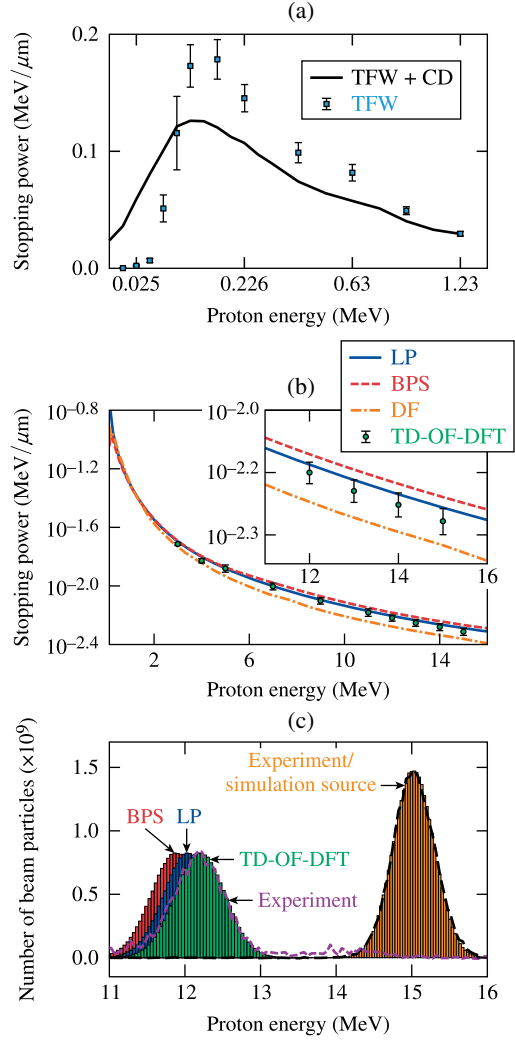 (a)
Stopping power (MeV/μm)
0.2
0.1
0.0
TFW + CD
TFW
0.025
0.226
0.63
1.23
Proton energy (MeV)
LP
BPS
DF
TD-OF-DFT
(b)
Stopping power (MeV/μm)
10–0.8
10–1.2
10–1.6
10–2.0
10–2.4
10–2.0
10–2.2
10–2.3
12
14
16
2
6
10
14
Proton energy (MeV)
(c)
Number of beam particles (×10⁹)
1.5
1.0
0.5
0.0
Experiment/
simulation source
BPS
LP
TD-OF-DFT
Experiment
11
12
13
14
15
16
Proton energy (MeV)